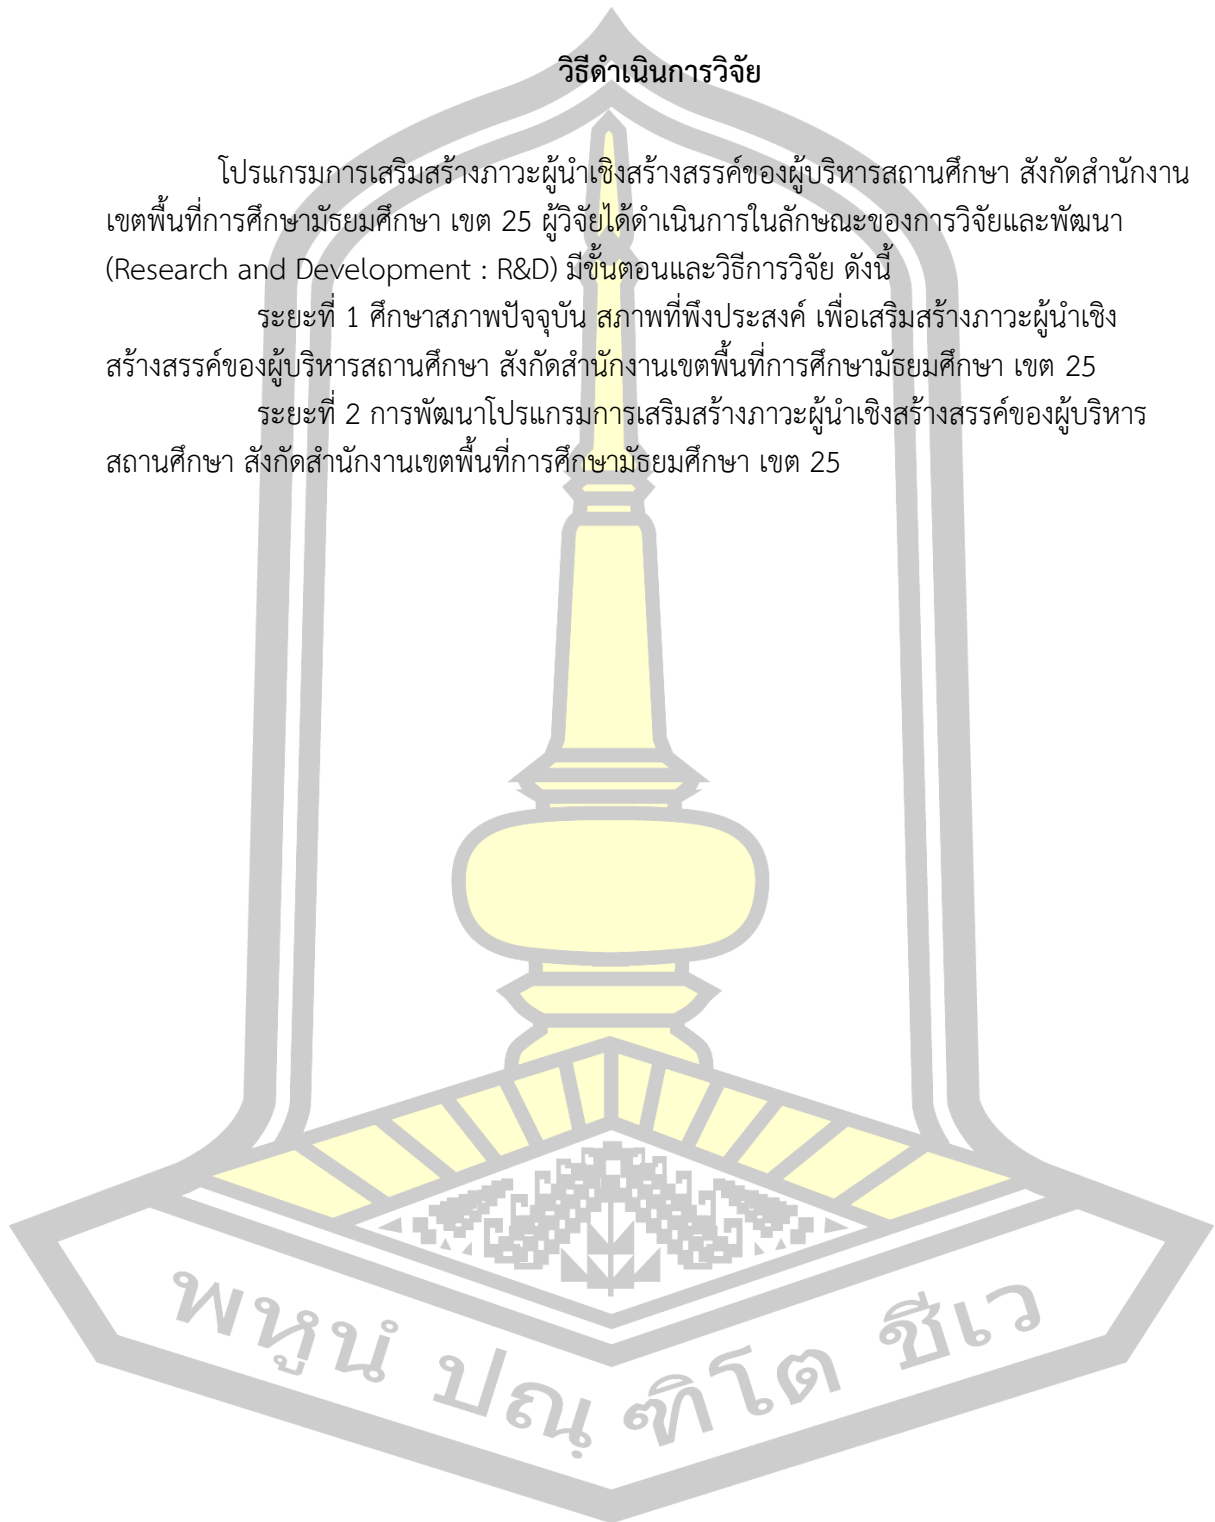 วิธีดำเนินการวิจัย
โปรแกรมการเสริมสร้างภาวะผู้นำเชิงสร้างสรรค์ของผู้บริหารสถานศึกษา สังกัดสำนักงาน
เขตพื้นที่การศึกษามัธยมศึกษา เขต 25 ผู้วิจัยได้ดำเนินการในลักษณะของการวิจัยและพัฒนา
(Research and Development : R&D) มีขั้นตอนและวิธีการวิจัย ดังนี้
ระยะที่ 1 ศึกษาสภาพปัจจุบัน สภาพที่พึงประสงค์ เพื่อเสริมสร้างภาวะผู้นำเชิง
สร้างสรรค์ของผู้บริหารสถานศึกษา สังกัดสำนักงานเขตพื้นที่การศึกษามัธยมศึกษา เขต 25
ระยะที่ 2 การพัฒนาโปรแกรมการเสริมสร้างภาวะผู้นำเชิงสร้างสรรค์ของผู้บริหาร
สถานศึกษา สังกัดสำนักงานเขตพื้นที่การศึกษามัธยมศึกษา เขต 25
พหูนํ ปณฺ ฑิโต ชีเว